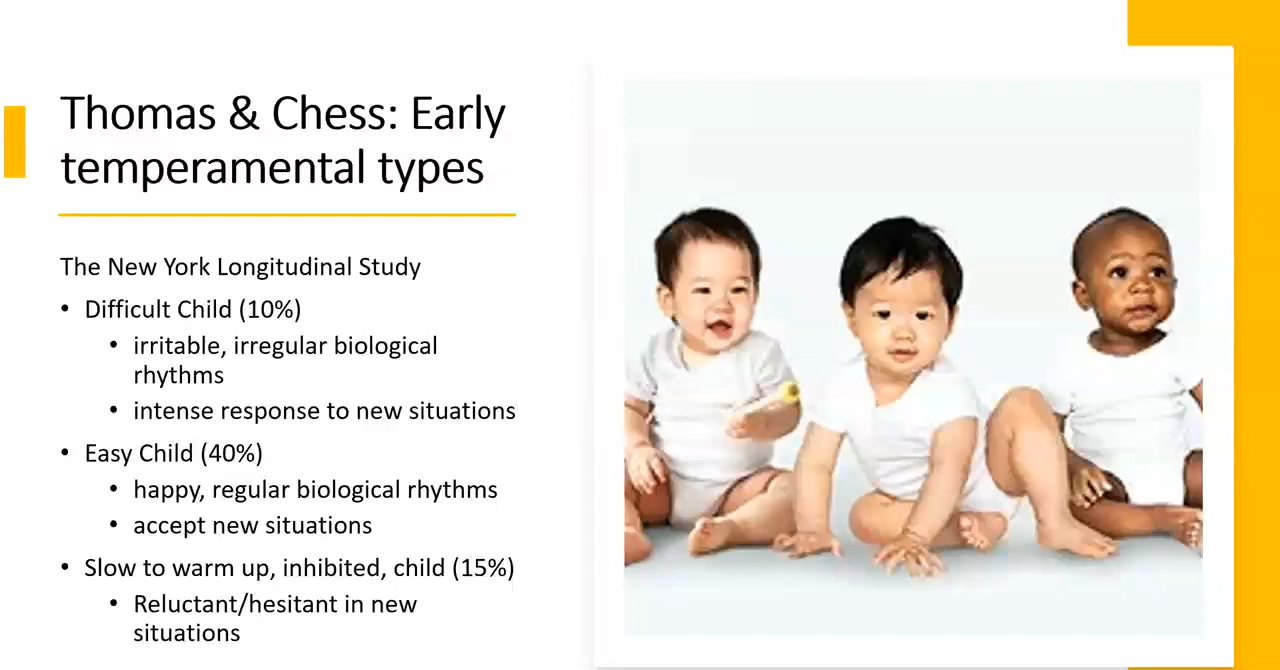 Thomas & Chess: Early
temperamental types
The New York Longitudinal Study
• Difficult Child (10%)
• irritable, irregular biological
rhythms
• intense response to new situations
• Easy Child (40%)
• happy, regular biological rhythms
• accept new situations
• Slow to warm up, inhibited, child (15%)
• Reluctant/hesitant in new
situations